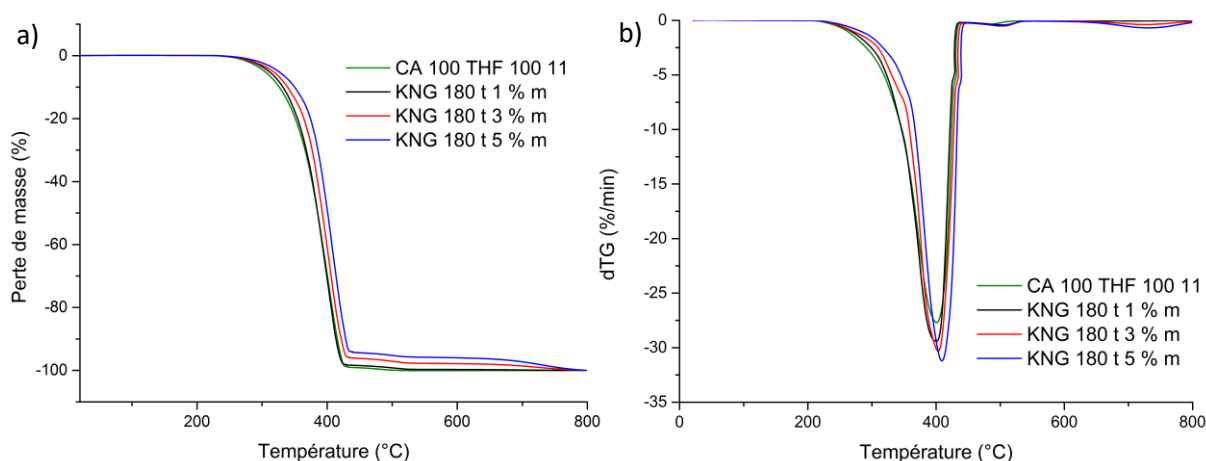 a)
0
-20
-40
-60
-80
-100
Perte de masse (%)
200
400
600
800
Température (°C)
CA 100 THF 100 11
KNG 180 t 1 % m
KNG 180 t 3 % m
KNG 180 t 5 % m
b)
0
-5
-10
-15
-20
-25
-30
-35
dTG (%/min)
0
200
400
600
800
Température (°C)
CA 100 THF 100 11
KNG 180 t 1 % m
KNG 180 t 3 % m
KNG 180 t 5 % m